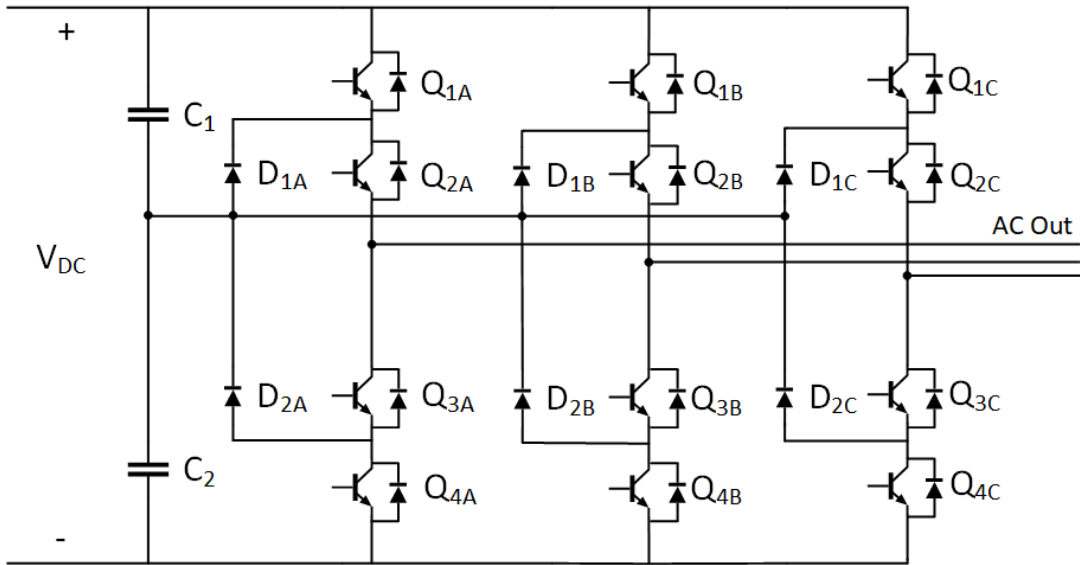 +
C1
D1A
Q1A
Q2A
D1B
Q1B
Q2B
D1C
Q1C
Q2C
AC Out
VDC
D2A
Q3A
D2B
Q3B
D2C
Q3C
C2
Q4A
Q4B
Q4C
-